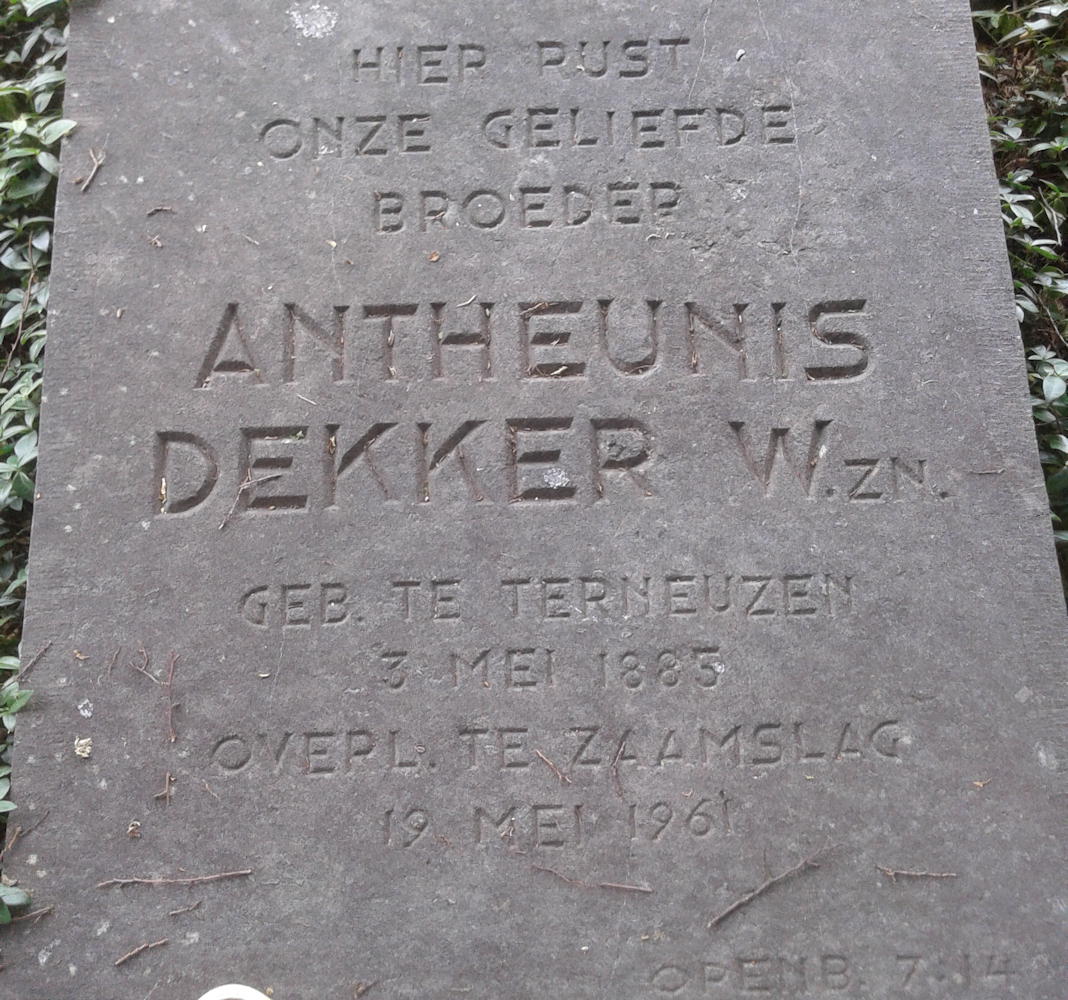 HIER RUST
ONZE GELIEFDE
BROEDER
ANTHEUNIS
DEKKER W.ZN.
GEB. TE TERNEUZEN
3 MEI 1885
OVERL. TE ZAAMSLAG
19 MEI 1961
OPENB. 7:14